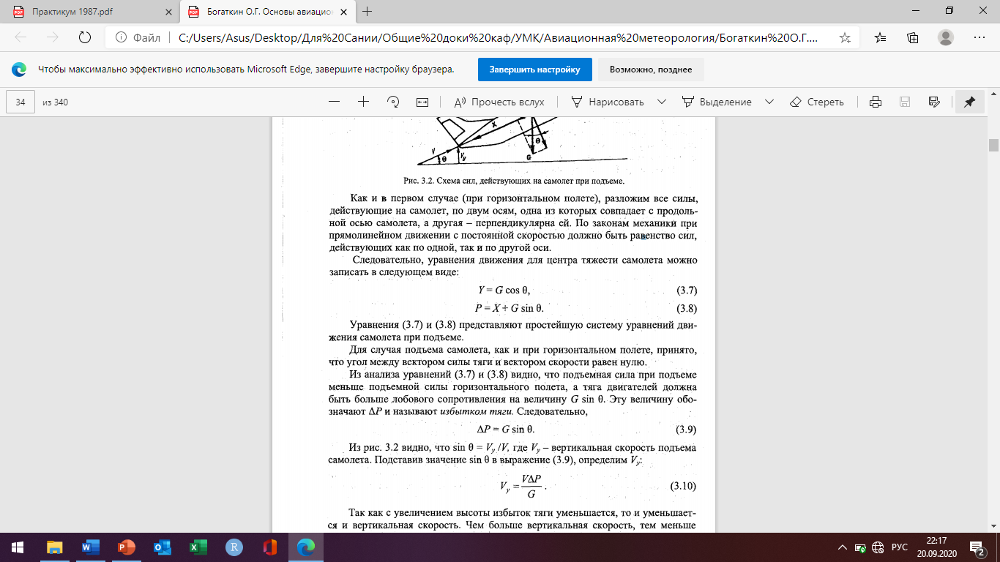 Практикум 1987.pdf
Богаткин О.Г. Основы авиацион
Файл
C:/Users/Asus/Desktop/Для%20Сании/Общие%20доки%20каф/УМК/Авиационная%20метеорология/Богаткин%20О.Г....
Чтобы максимально эффективно использовать Microsoft Edge, завершите настройку браузера.
Завершить настройку
Возможно, позднее
34 из 340
Прочесть вслух
Нарисовать
Выделение
Стереть
X
V θ Vy
G θ
Рис. 3.2. Схема сил, действующих на самолет при подъеме.
Как и в первом случае (при горизонтальном полете), разложим все силы,
действующие на самолет, по двум осям, одна из которых совпадает с продоль-
ной осью самолета, а другая – перпендикулярна ей. По законам механики при
прямолинейном движении с постоянной скоростью должно быть равенство сил,
действующих как по одной, так и по другой оси.
Следовательно, уравнения движения для центра тяжести самолета можно
записать в следующем виде:
Y = G cos θ, (3.7)
P = X + G sin θ. (3.8)
Уравнения (3.7) и (3.8) представляют простейшую систему уравнений дви-
жения самолета при подъеме.
Для случая подъема самолета, как и при горизонтальном полете, принято,
что угол между вектором силы тяги и вектором скорости равен нулю.
Из анализа уравнений (3.7) и (3.8) видно, что подъемная сила при подъеме
меньше подъемной силы горизонтального полета, а тяга двигателей должна
быть больше лобового сопротивления на величину G sin θ. Эту величину обо-
значают ΔP и называют избытком тяги. Следовательно,
ΔP = G sin θ. (3.9)
Из рис. 3.2 видно, что sin θ = Vy /V, где Vy – вертикальная скорость подъема
самолета. Подставив значение sin θ в выражение (3.9), определим Vy:
Vy = VΔP / G . (3.10)
Так как с увеличением высоты избыток тяги уменьшается, то и уменьшает-
ся и вертикальная скорость. Чем больше вертикальная скорость, тем меньше
РУС
22:17
20.09.2020
2